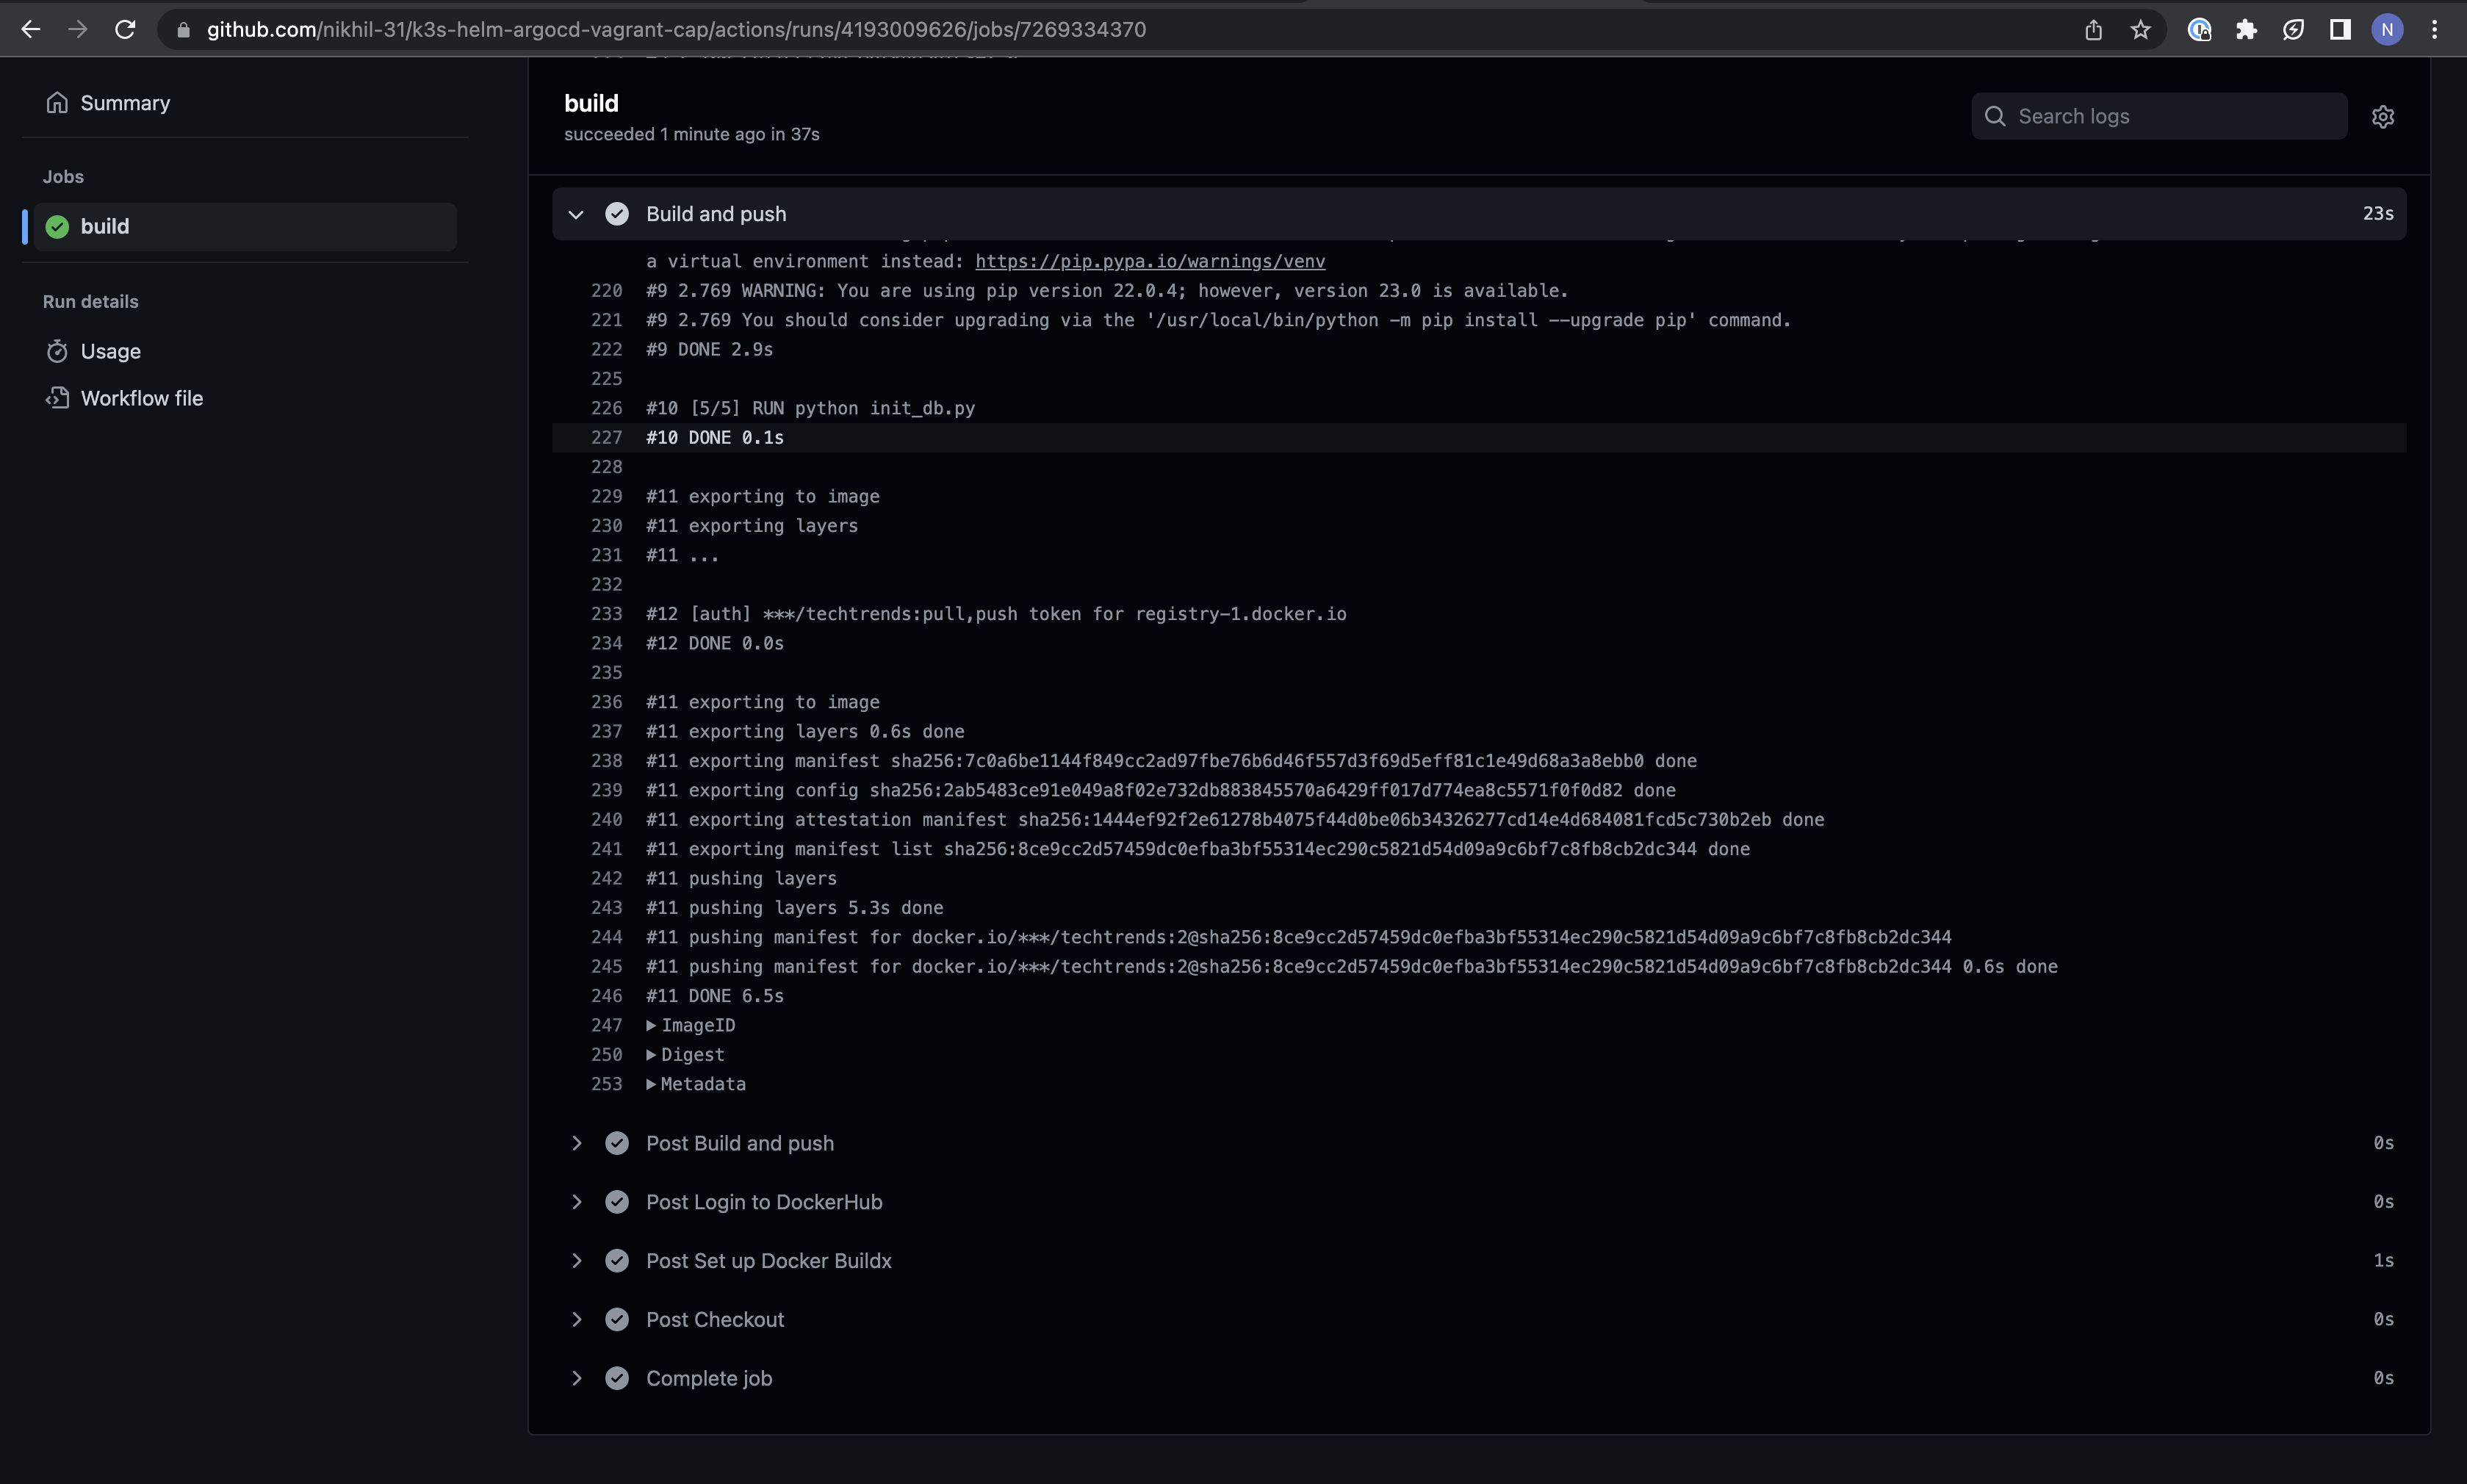 github.com/nikhil-31/k3s-helm-argocd-vagrant-cap/actions/runs/4193009626/jobs/7269334370
N
Summary
Jobs
build
Run details
Usage
Workflow file
build
succeeded 1 minute ago in 37s
Search logs
Build and push 23s
a virtual environment instead: https://pip.pypa.io/warnings/venv
220 #9 2.769 WARNING: You are using pip version 22.0.4; however, version 23.0 is available.
221 #9 2.769 You should consider upgrading via the '/usr/local/bin/python -m pip install --upgrade pip' command.
222 #9 DONE 2.9s
225
226 #10 [5/5] RUN python init_db.py
227 #10 DONE 0.1s
228
229 #11 exporting to image
230 #11 exporting layers
231 #11 ...
232
233 #12 [auth] ***/techtrends:pull,push token for registry-1.docker.io
234 #12 DONE 0.0s
235
236 #11 exporting to image
237 #11 exporting layers 0.6s done
238 #11 exporting manifest sha256:7c0a6be1144f849cc2ad97fbe76b6d46f557d3f69d5eff81c1e49d68a3a8ebb0 done
239 #11 exporting config sha256:2ab5483ce91e049a8f02e732db883845570a6429ff017d774ea8c5571f0f0d82 done
240 #11 exporting attestation manifest sha256:1444ef92f2e61278b4075f44d0be06b34326277cd14e4d684081fcd5c730b2eb done
241 #11 exporting manifest list sha256:8ce9cc2d57459dc0efba3bf55314ec290c5821d54d09a9c6bf7c8fb8cb2dc344 done
242 #11 pushing layers
243 #11 pushing layers 5.3s done
244 #11 pushing manifest for docker.io/***/techtrends:2@sha256:8ce9cc2d57459dc0efba3bf55314ec290c5821d54d09a9c6bf7c8fb8cb2dc344
245 #11 pushing manifest for docker.io/***/techtrends:2@sha256:8ce9cc2d57459dc0efba3bf55314ec290c5821d54d09a9c6bf7c8fb8cb2dc344 0.6s done
246 #11 DONE 6.5s
247 ▶ImageID
250 ▶Digest
253 ▶Metadata
Post Build and push 0s
Post Login to DockerHub 0s
Post Set up Docker Buildx 1s
Post Checkout 0s
Complete job 0s